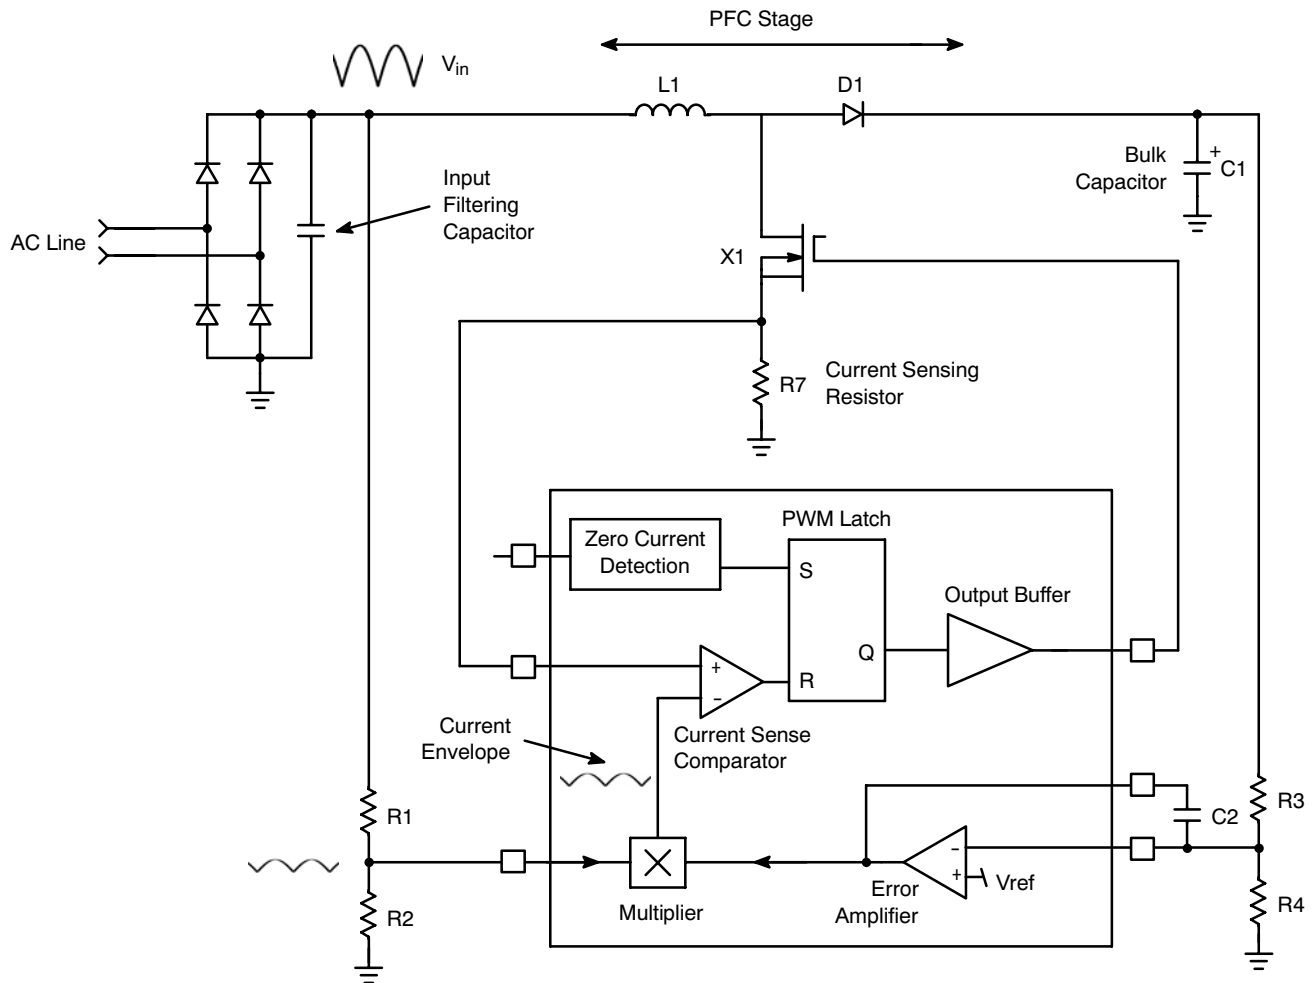 PFC Stage
Vin
L1
D1
Bulk
Capacitor
+
C1
Input
Filtering
Capacitor
AC Line
X1
R7
Current Sensing
Resistor
PWM Latch
Zero Current
Detection
S
Output Buffer
Q
R
+
-
Current
Envelope
Current Sense
Comparator
R1
R3
C2
-
+
Vref
Error
Amplifier
Multiplier
R2
R4